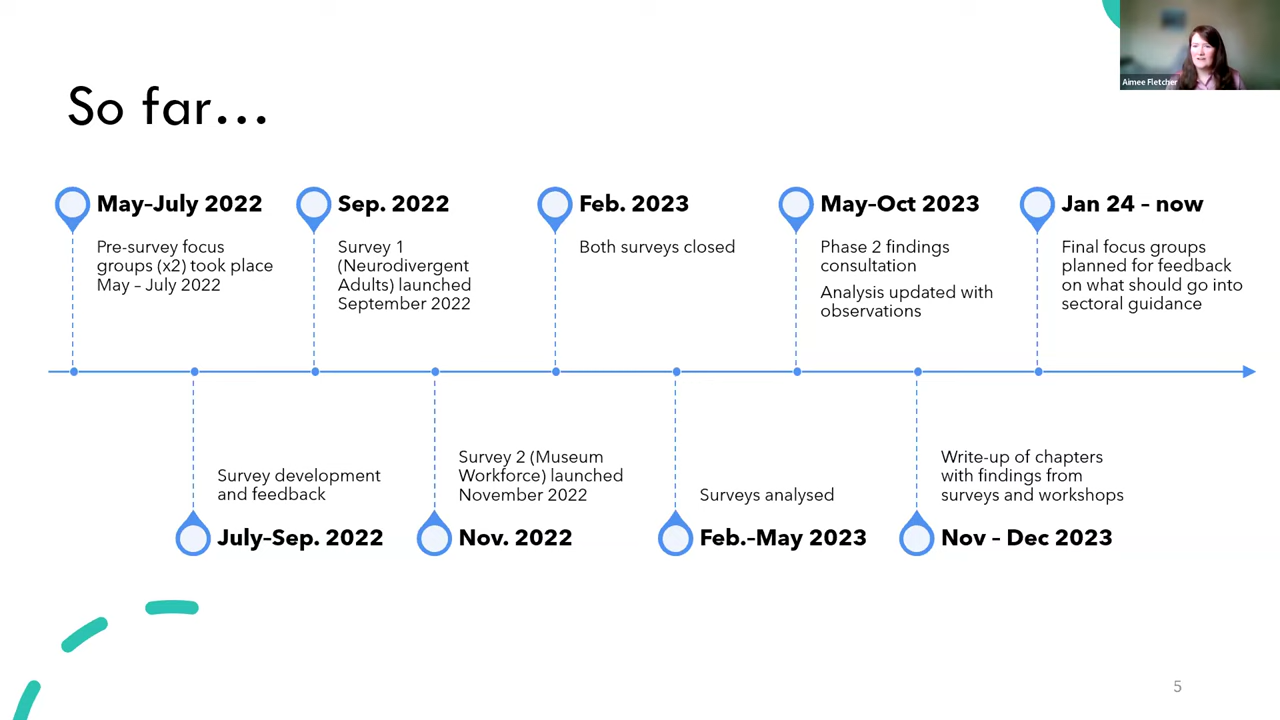 Aimee Fletcher
So far...
May–July 2022
Pre-survey focus
groups (x2) took place
May – July 2022
Sep. 2022
Survey 1
(Neurodivergent
Adults) launched
September 2022
Feb. 2023
Both surveys closed
May–Oct 2023
Phase 2 findings
consultation
Analysis updated with
observations
Jan 24 – now
Final focus groups
planned for feedback
on what should go into
sectoral guidance
Survey development
and feedback
July–Sep. 2022
Survey 2 (Museum
Workforce) launched
November 2022
Nov. 2022
Surveys analysed
Feb.–May 2023
Write-up of chapters
with findings from
surveys and workshops
Nov – Dec 2023
5